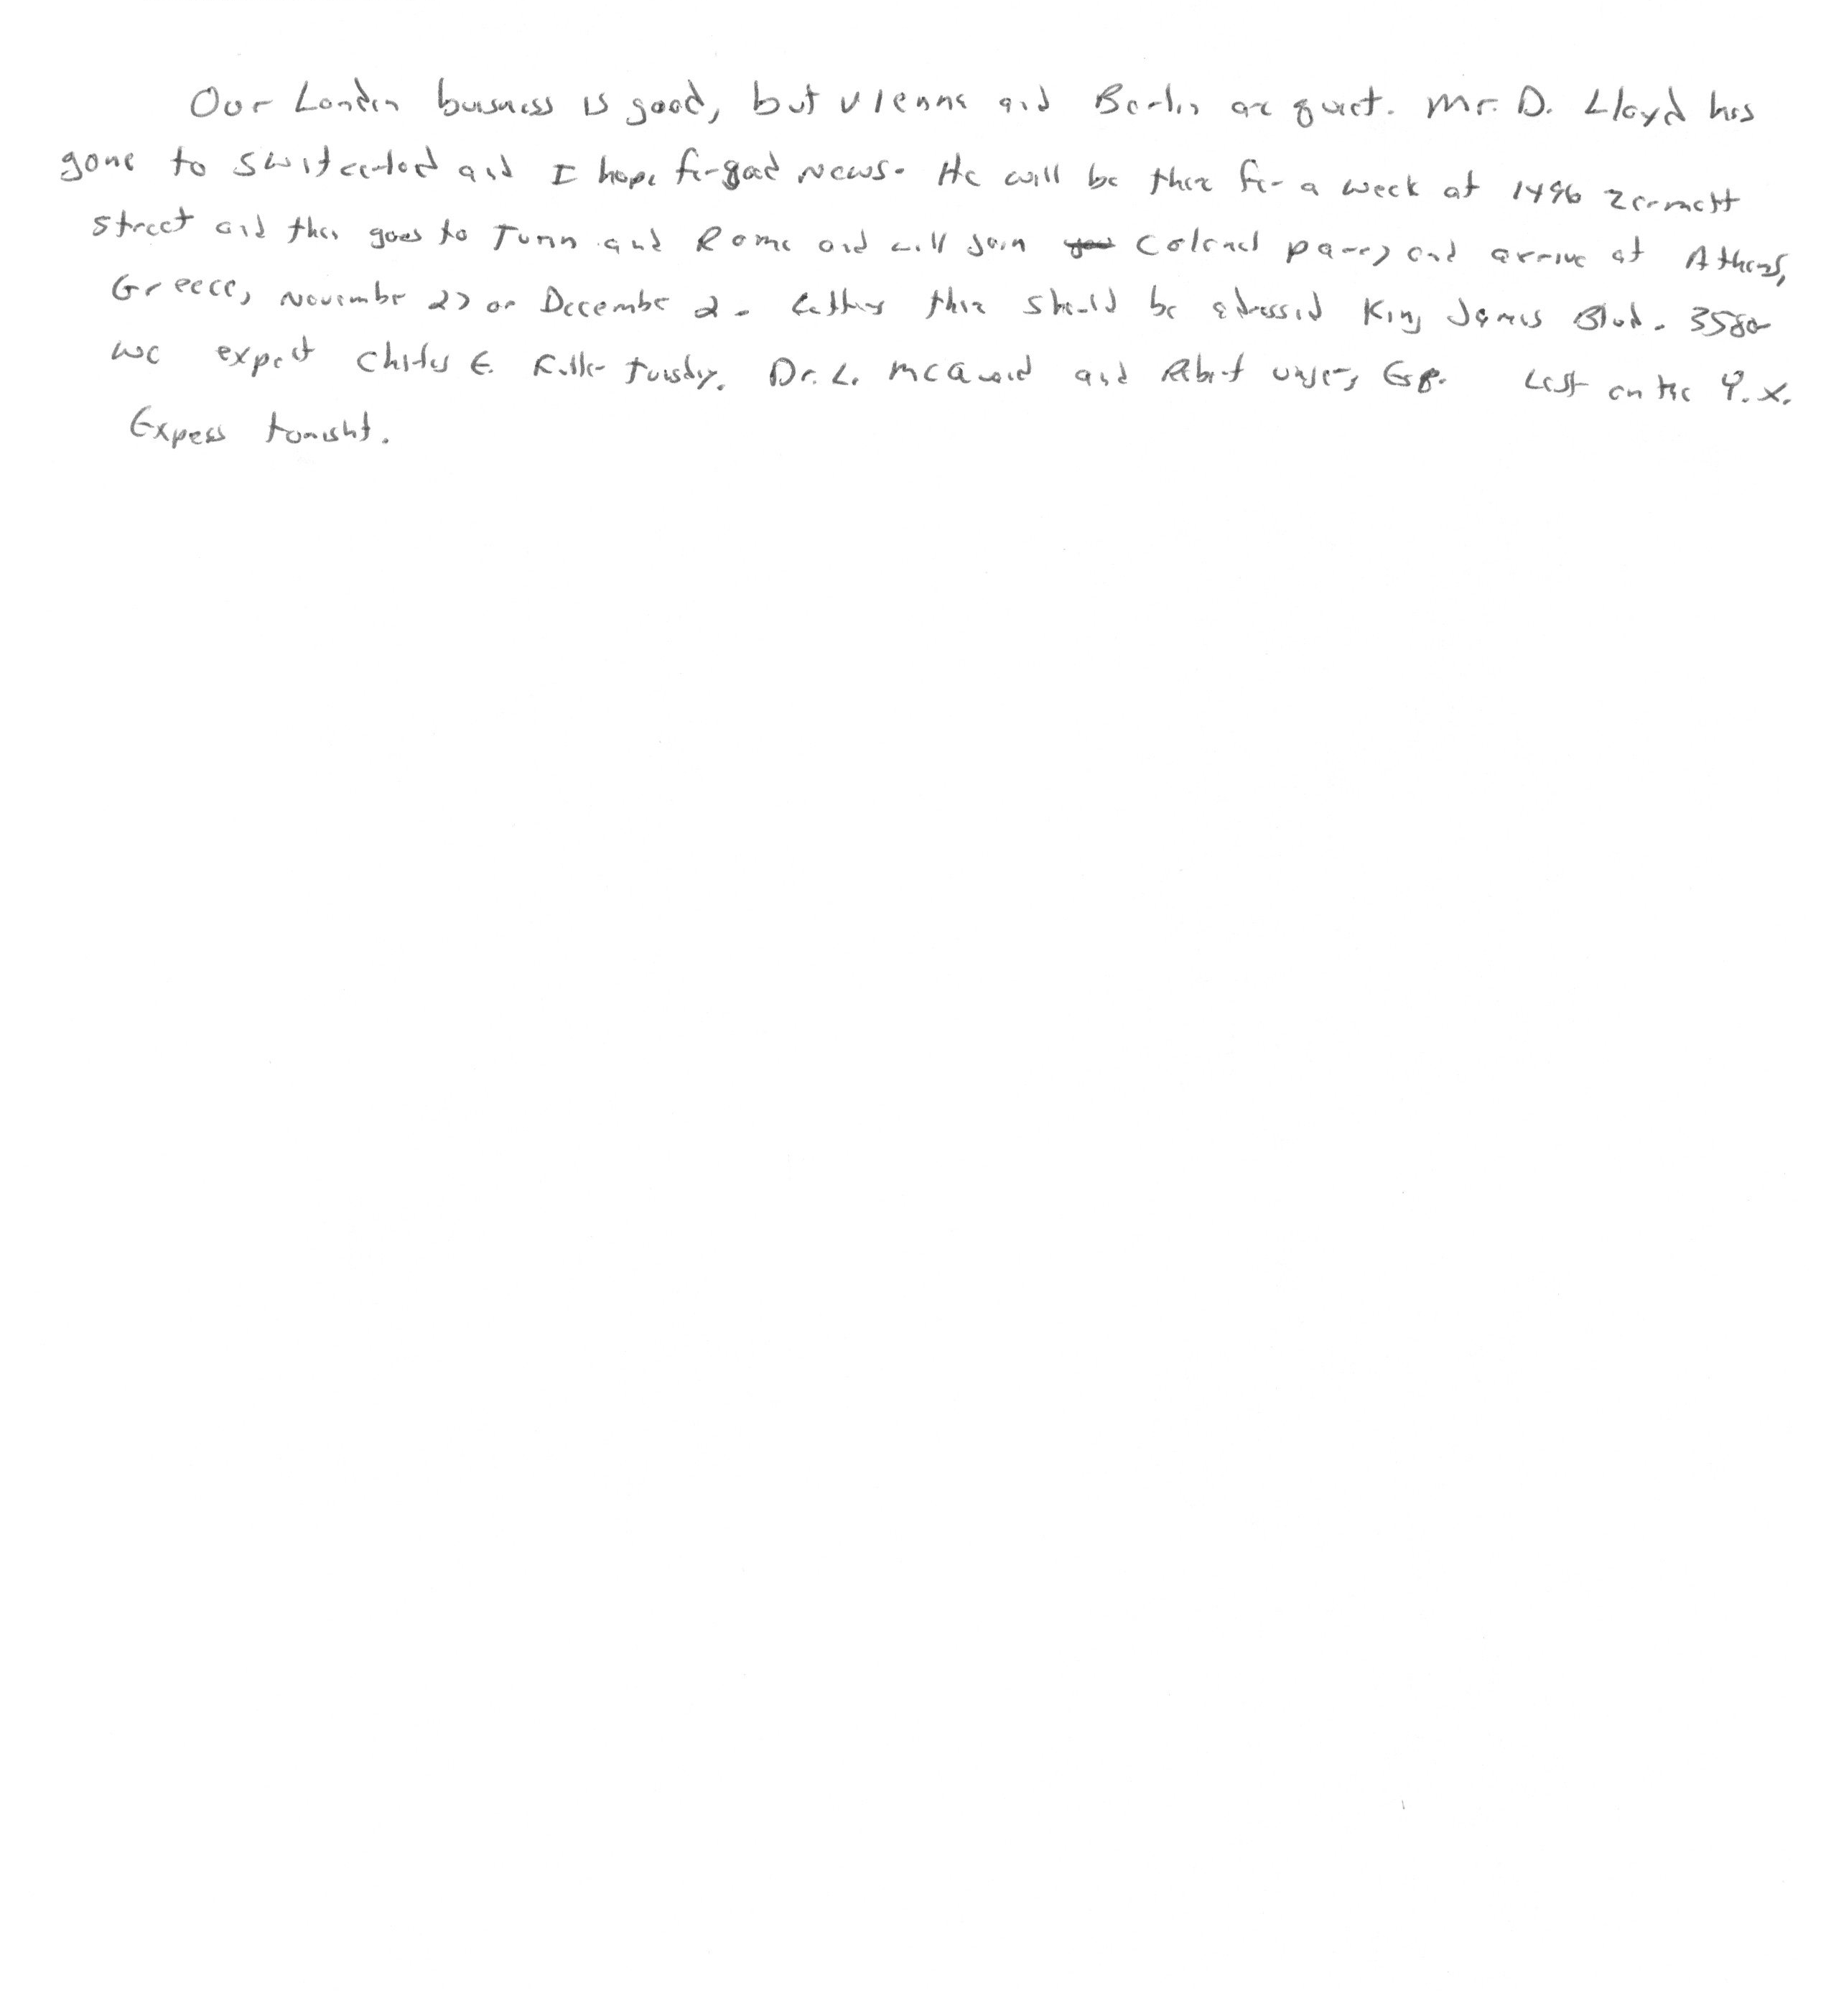 Our London business is good, but Vienna and Berlin are quiet. Mr. D. Lloyd has
gone to Switzerland and I hope for good news. He will be there for a week at 1496 Zermott
street and then goes to Turin and Rome and will join Colonel Parry and arrive at Athens,
Greece, November 27 or December 2. Letters there should be adressed King James Blvd. 3580
we expect Charles E. Fuller Tuesday. Dr. L. McQuaid and Robert Unger, Esq. Left on the Y.X.
Express tonight.